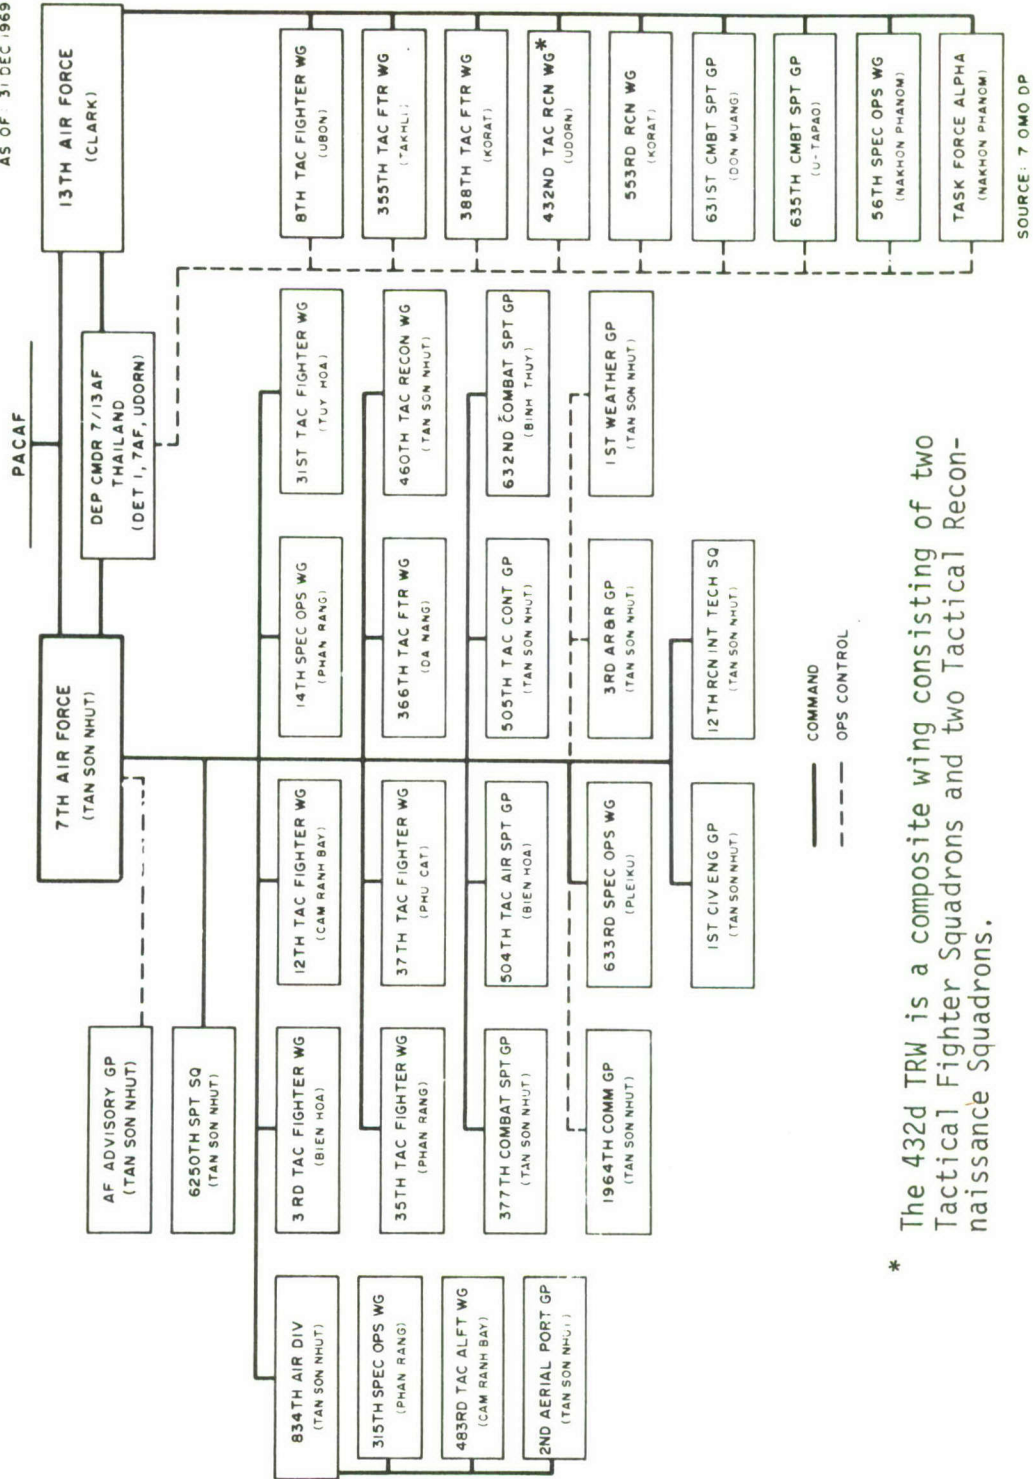 AS OF: 31 DEC 1969
PACAF
7TH AIR FORCE
(TAN SON NHUT)
13TH AIR FORCE
(CLARK)
DEP CMDR 7/13AF
THAILAND
(DET 1, 7AF, UDORN)
AF ADVISORY GP
(TAN SON NHUT)
6250TH SPT SQ
(TAN SON NHUT)
834TH AIR DIV
(TAN SON NHUT)
315TH SPEC OPS WG
(PHAN RANG)
483RD TAC ALFT WG
(CAM RANH BAY)
2ND AERIAL PORT GP
(TAN SON NHUT)
3RD TAC FIGHTER WG
(BIEN HOA)
12TH TAC FIGHTER WG
(CAM RANH BAY)
14TH SPEC OPS WG
(PHAN RANG)
31ST TAC FIGHTER WG
(TUY HOA)
35TH TAC FIGHTER WG
(PHAN RANG)
37TH TAC FIGHTER WG
(PHU CAT)
366TH TAC FTR WG
(DA NANG)
460TH TAC RECON WG
(TAN SON NHUT)
377TH COMBAT SPT GP
(TAN SON NHUT)
504TH TAC AIR SPT GP
(BIEN HOA)
505TH TAC CONT GP
(TAN SON NHUT)
632ND COMBAT SPT GP
(BINH THUY)
1964TH COMM GP
(TAN SON NHUT)
633RD SPEC OPS WG
(PLEIKU)
3RD ARBR GP
(TAN SON NHUT)
1ST WEATHER GP
(TAN SON NHUT)
1ST CIV ENG GP
(TAN SON NHUT)
12TH RCN INT TECH SQ
(TAN SON NHUT)
8TH TAC FIGHTER WG
(UBON)
355TH TAC FTR WG
(TAKHLI)
388TH TAC FTR WG
(KORAT)
432ND TAC RCN WG*
(UDORN)
553RD RCN WG
(KORAT)
631ST CMBT SPT GP
(DON MUANG)
635TH CMBT SPT GP
(U-TAPAO)
56TH SPEC OPS WG
(NAKHON PHANOM)
TASK FORCE ALPHA
(NAKHON PHANOM)
COMMAND
OPS CONTROL
SOURCE: 7 OMO DP
* The 432d TRW is a composite wing consisting of two
Tactical Fighter Squadrons and two Tactical Recon-
naissance Squadrons.